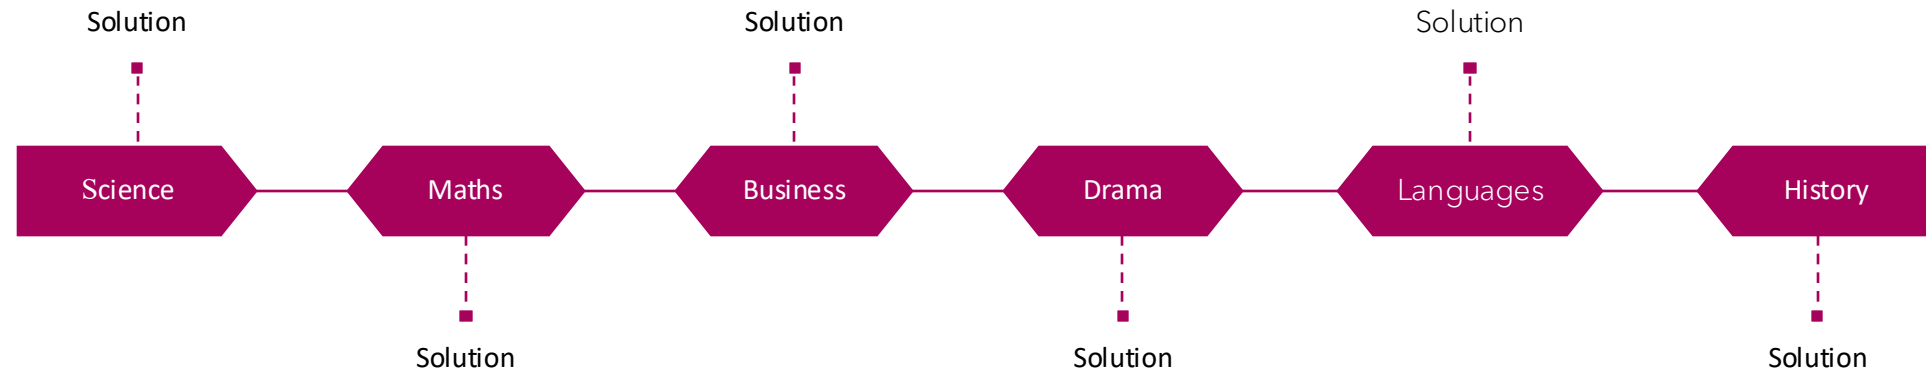 Solution
Solution
Solution
Science
Maths
Business
Drama
Languages
History
Solution
Solution
Solution